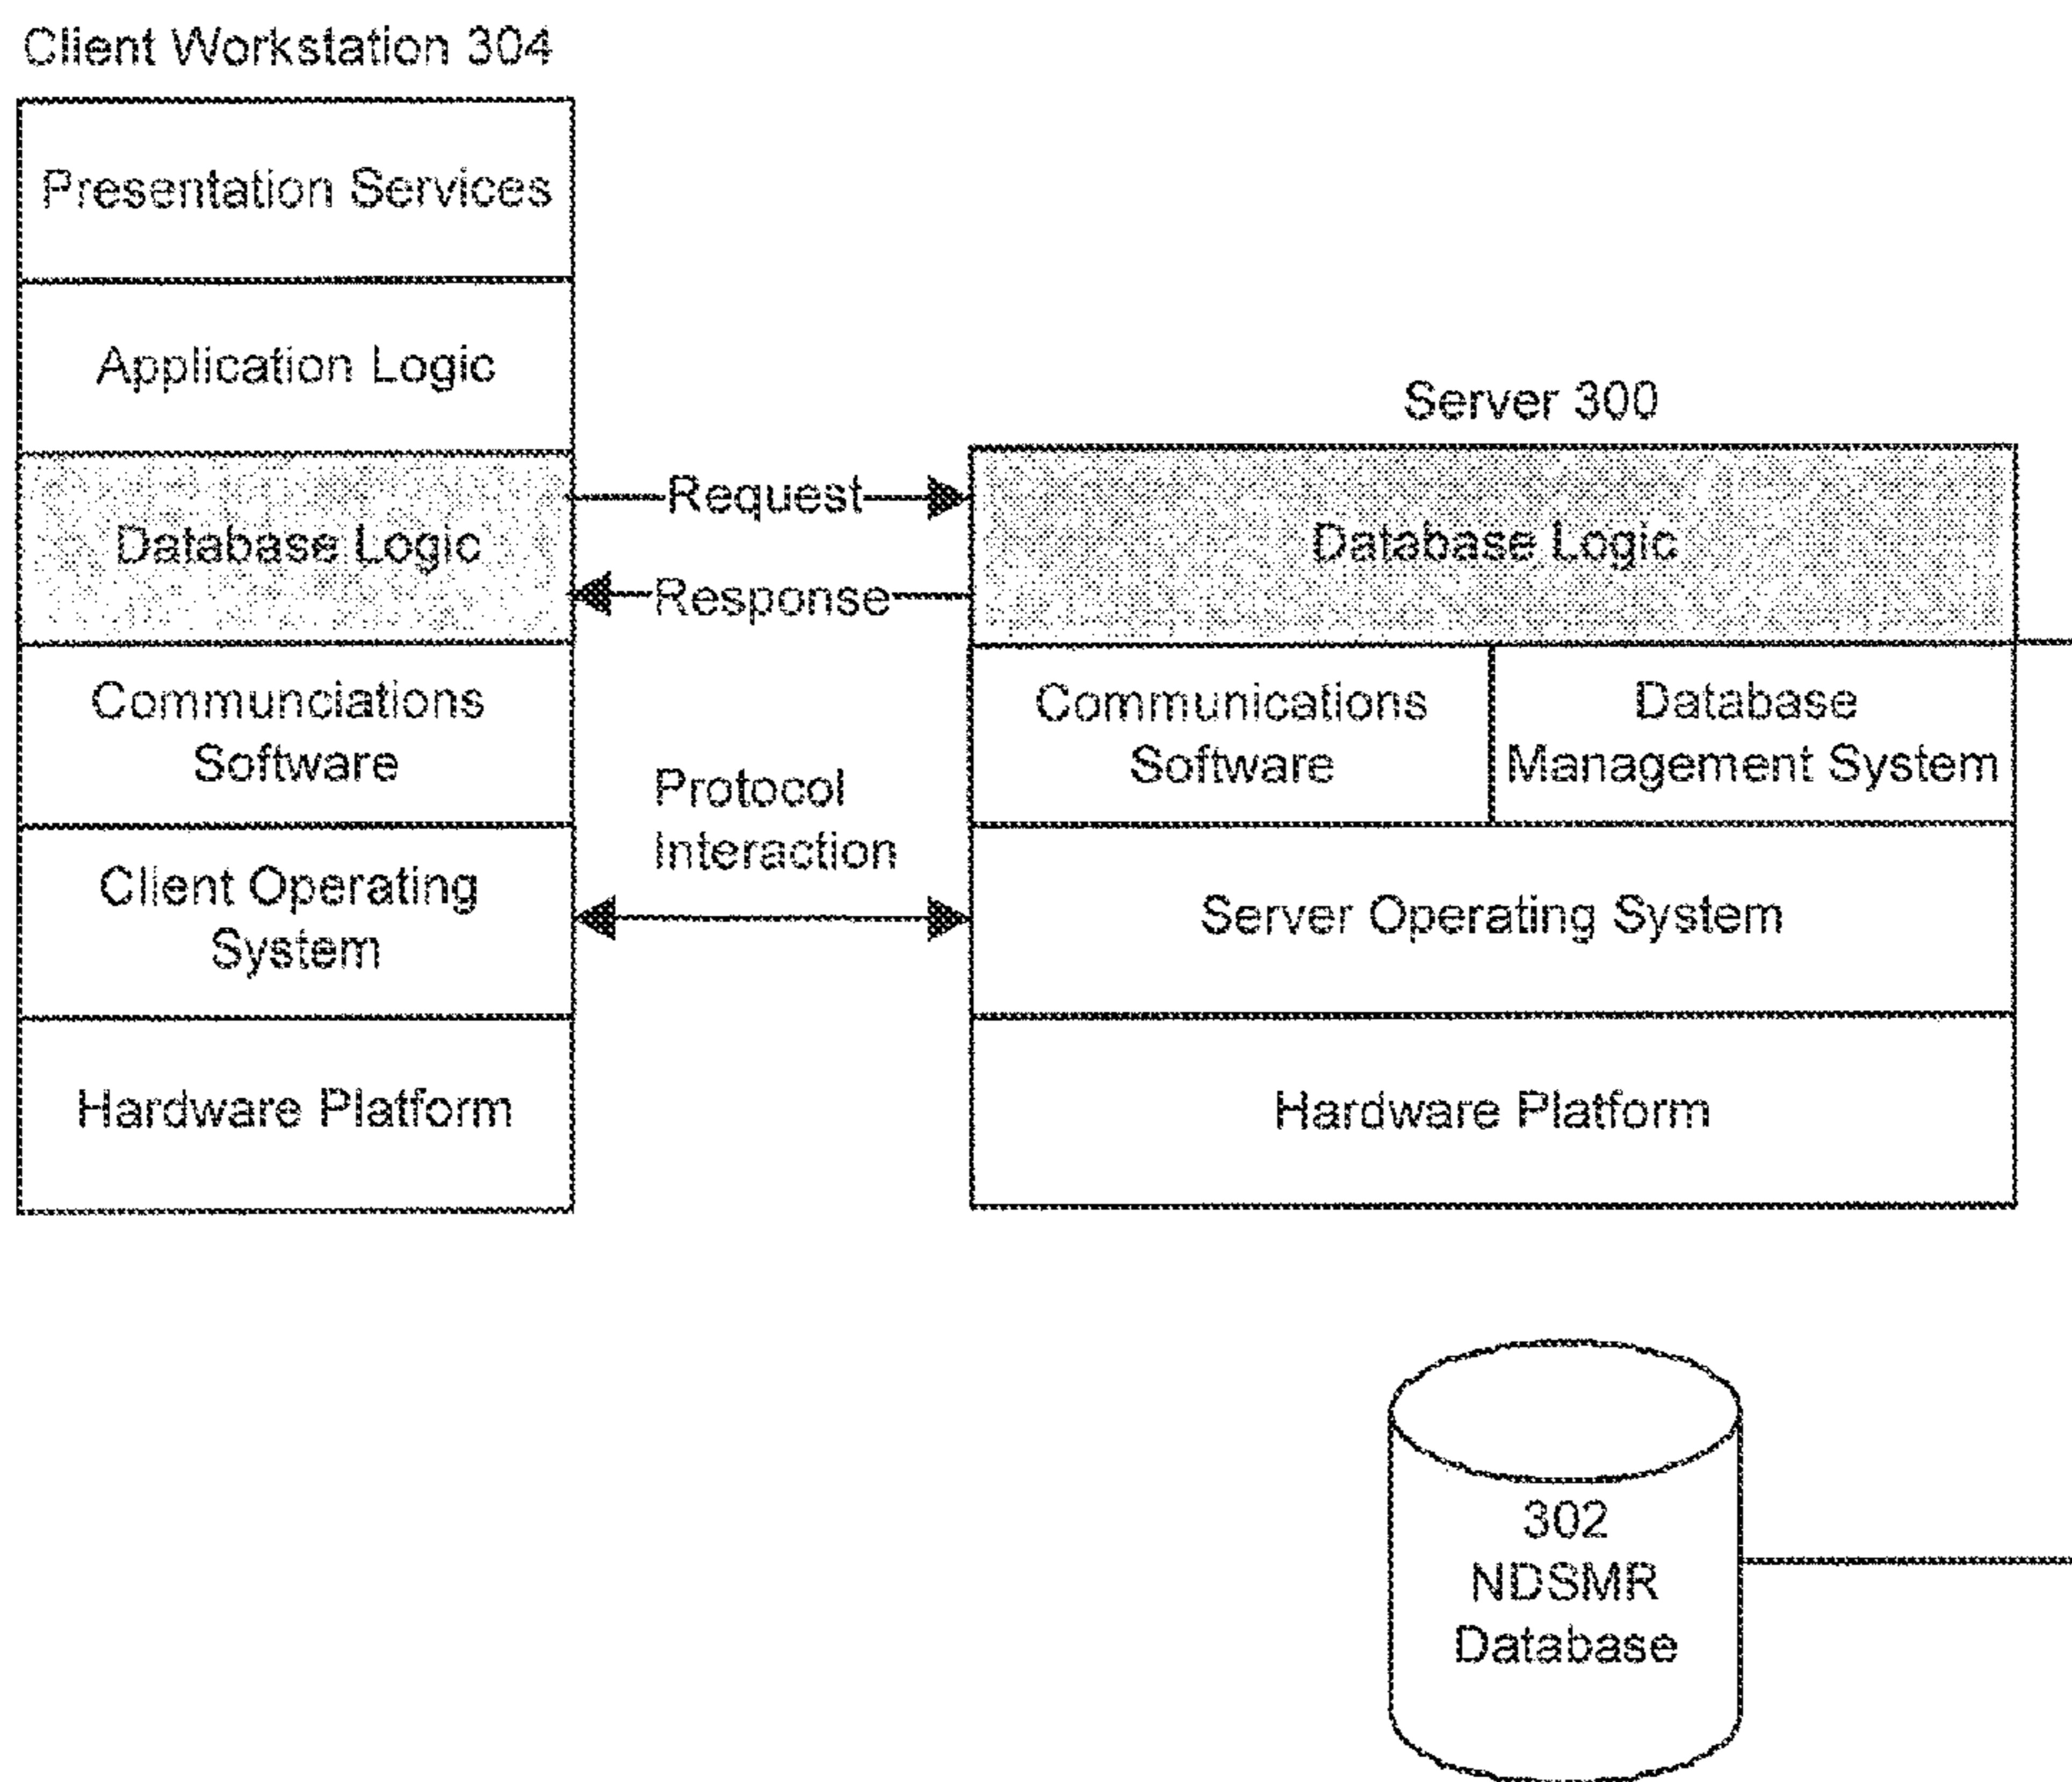 Client Workstation 304
Presentation Services
Application Logic
Database Logic
Communciations
Software
Client Operating
System
Hardware Platform
Request
Response
Protocol
Interaction
Server 300
Database Logic
Communications
Software
Database
Management System
Server Operating System
Hardware Platform
302
NDSMR
Database